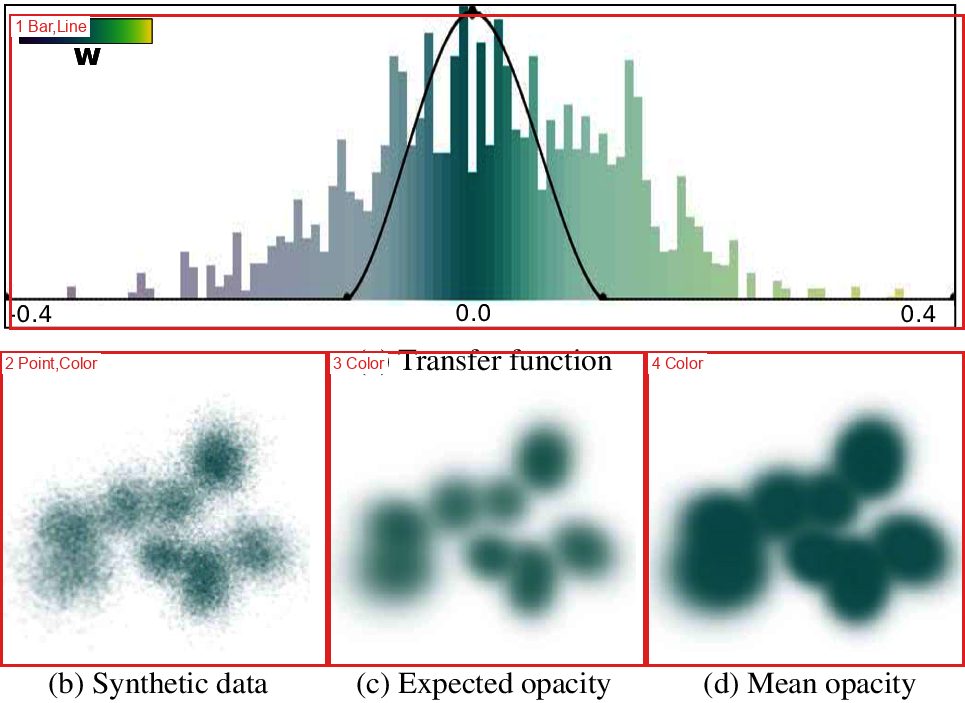 1 Bar,Line
w
-0.4 0.0 0.4
Transfer function
2 Point,Color
3 Color
4 Color
(b) Synthetic data
(c) Expected opacity
(d) Mean opacity